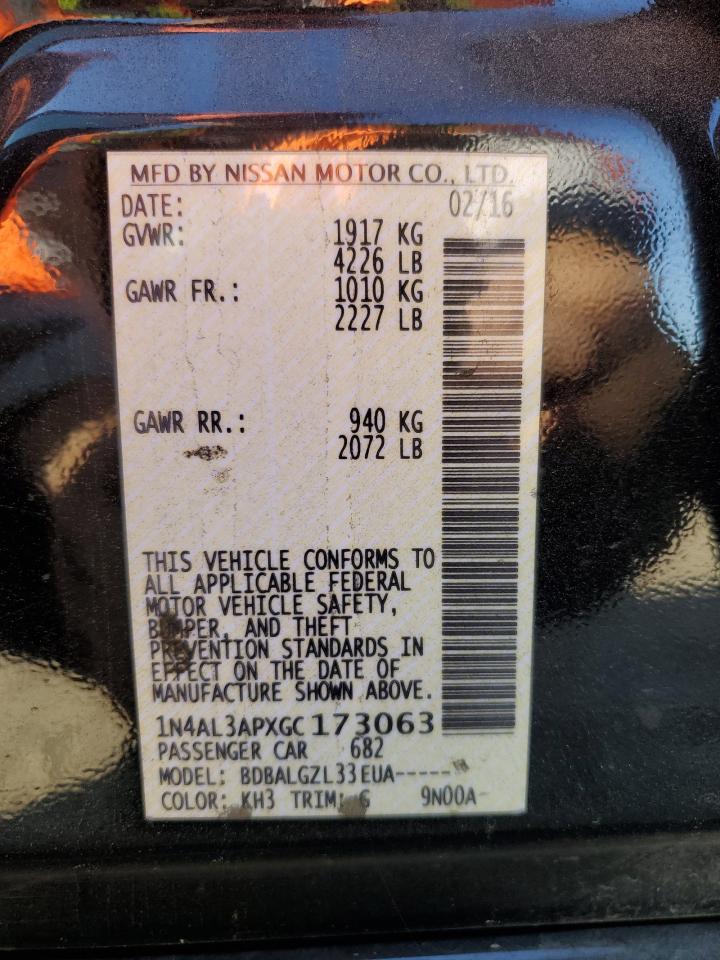 MFD BY NISSAN MOTOR CO., LTD.
DATE: 02/16
GVWR: 1917 KG
4226 LB
GAWR FR.: 1010 KG
2227 LB
GAWR RR.: 940 KG
2072 LB
THIS VEHICLE CONFORMS TO
ALL APPLICABLE FEDERAL
MOTOR VEHICLE SAFETY,
BUMPER, AND THEFT
PREVENTION STANDARDS IN
EFFECT ON THE DATE OF
MANUFACTURE SHOWN ABOVE.
1N4AL3APXGC173063
PASSENGER CAR 682
MODEL: BDBALGZL33EUA-----
COLOR: KH3 TRIM: G 9N00A-